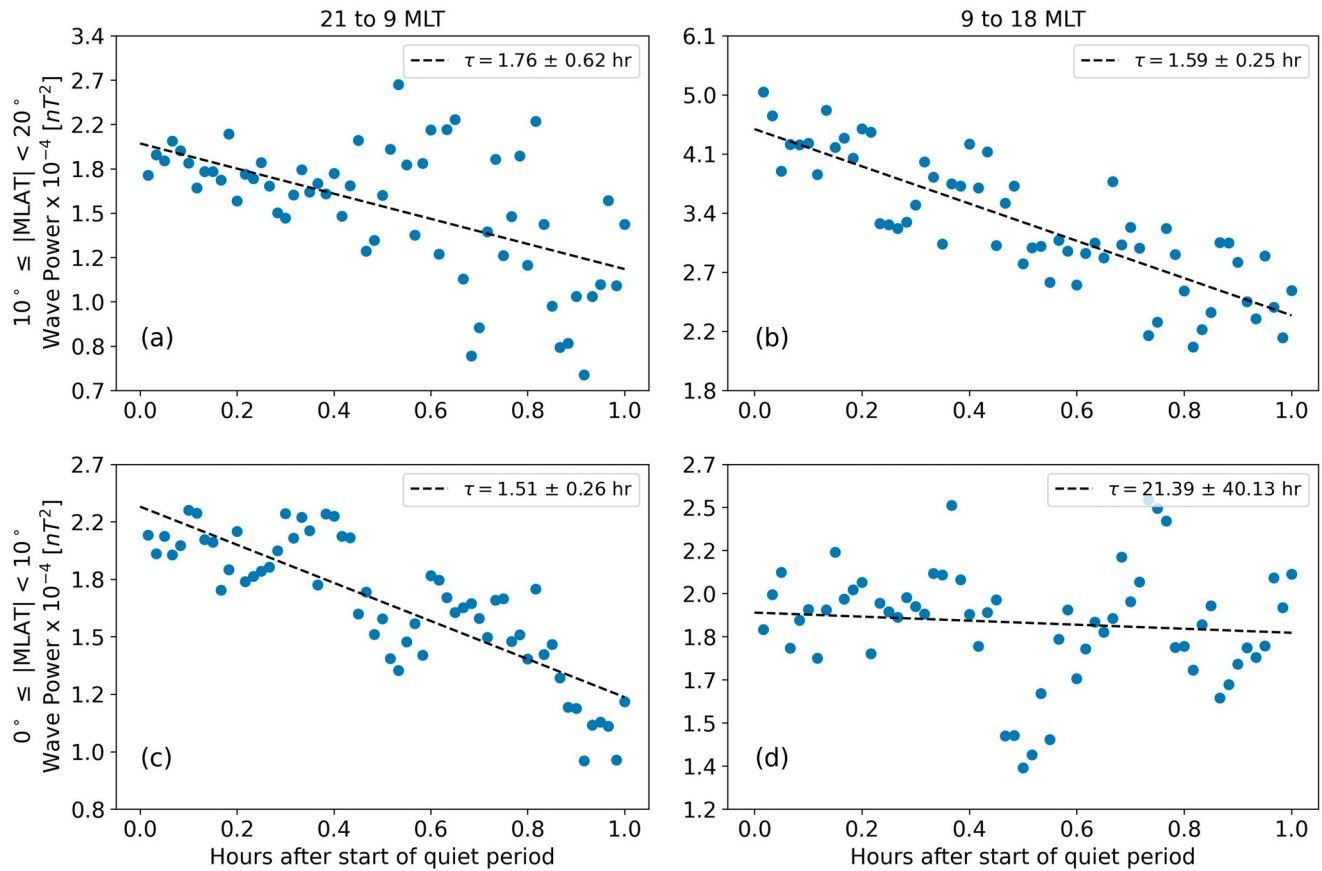 21 to 9 MLT
9 to 18 MLT
10° ≤ |MLAT| < 20°
Wave Power x 10⁻⁴ [nT²]
3.4
2.7
2.2
1.8
1.5
1.2
1.0
0.8
0.7
τ = 1.76 ± 0.62 hr
(a)
0.0 0.2 0.4 0.6 0.8 1.0
6.1
5.0
4.1
3.4
2.7
2.2
1.8
τ = 1.59 ± 0.25 hr
(b)
0.0 0.2 0.4 0.6 0.8 1.0
0° ≤ |MLAT| < 10°
Wave Power x 10⁻⁴ [nT²]
2.7
2.2
1.8
1.5
1.2
1.0
0.8
τ = 1.51 ± 0.26 hr
(c)
0.0 0.2 0.4 0.6 0.8 1.0
Hours after start of quiet period
2.7
2.5
2.2
2.0
1.8
1.7
1.5
1.4
1.2
τ = 21.39 ± 40.13 hr
(d)
0.0 0.2 0.4 0.6 0.8 1.0
Hours after start of quiet period